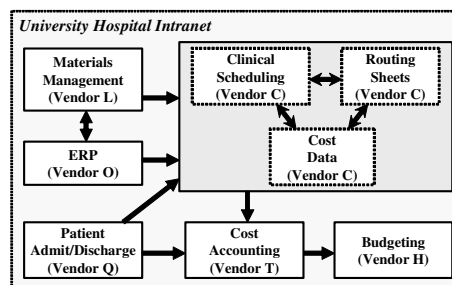 University Hospital Intranet
Materials
Management
(Vendor L)
Clinical
Scheduling
(Vendor C)
Routing
Sheets
(Vendor C)
ERP
(Vendor O)
Cost
Data
(Vendor C)
Patient
Admit/Discharge
(Vendor Q)
Cost
Accounting
(Vendor T)
Budgeting
(Vendor H)